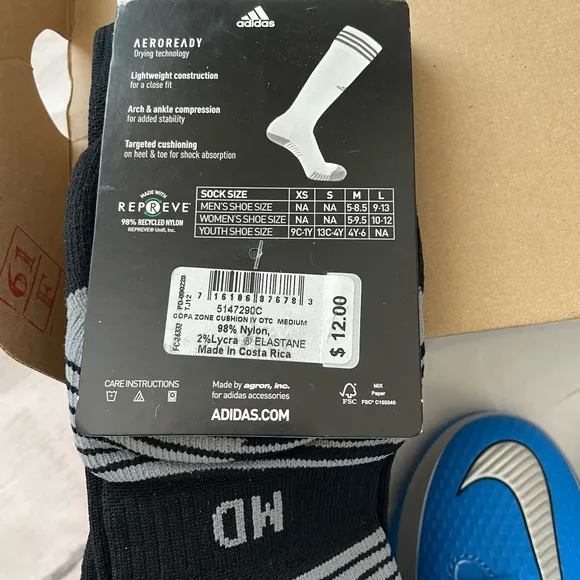 adidas
AEROREADY
Drying technology
Lightweight construction
for a close fit
Arch & ankle compression
for added stability
Targeted cushioning
on heel & toe for shock absorption
MADE WITH
REPREVE
98% RECYCLED NYLON
REPREVE® Unifi, Inc.
SOCK SIZE XS S M L
MEN'S SHOE SIZE NA NA 5-8.5 9-13
WOMEN'S SHOE SIZE NA NA 5-9.5 10-12
YOUTH SHOE SIZE 9C-1Y 13C-4Y 4Y-6 NA
5147290C
COPA ZONE CUSHION IV OTC MEDIUM
98% Nylon,
2%Lycra ® ELASTANE
Made in Costa Rica
$ 12.00
TJ12
CARE INSTRUCTIONS
Made by agron, inc.
for adidas accessories
ADIDAS.COM
FSC
MIX
Paper
FSC® C150340
MD
61
F